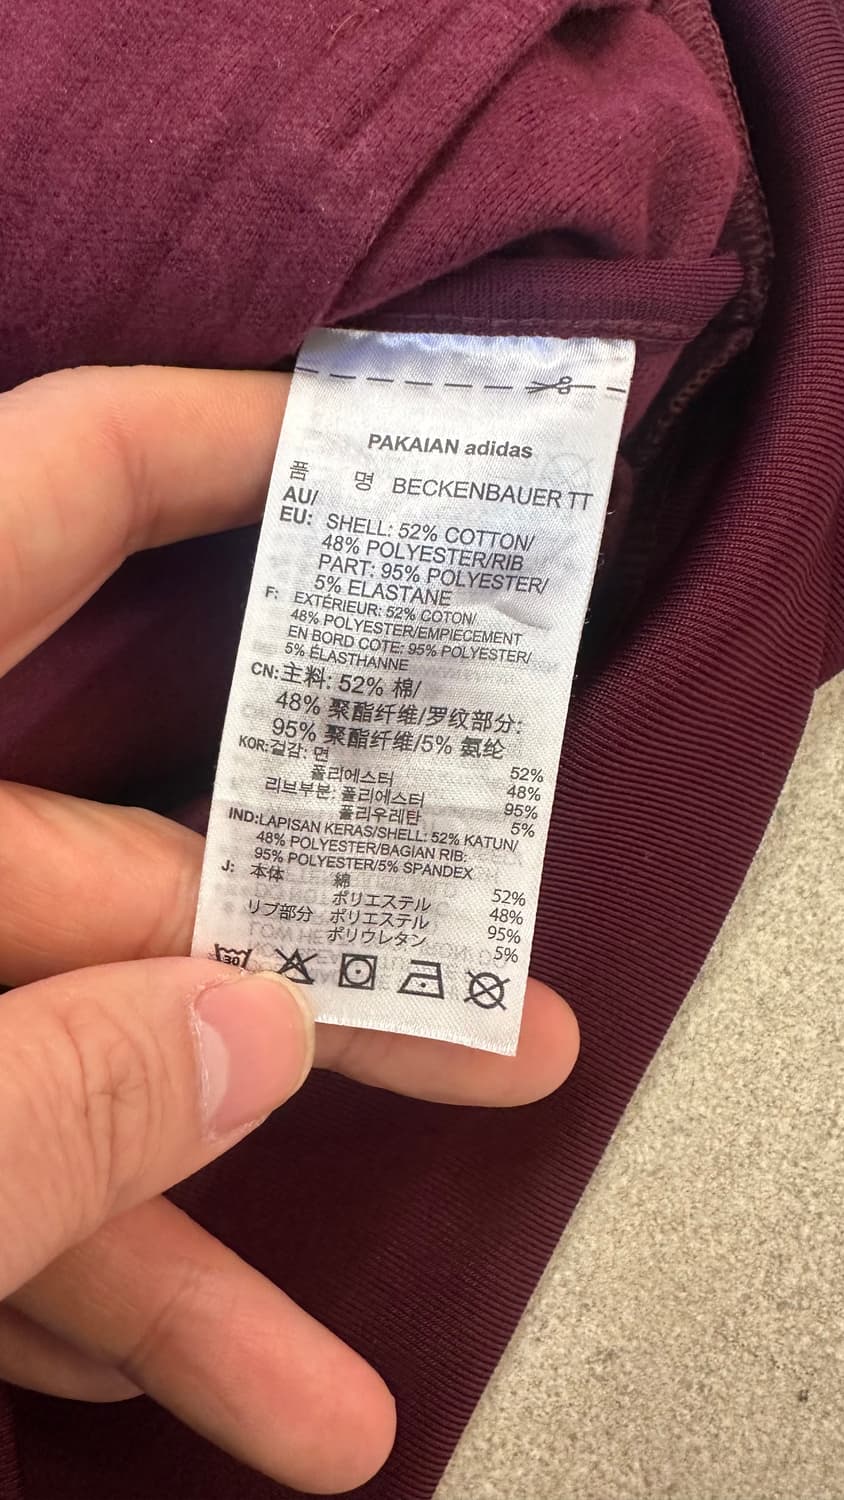 PAKAIAN adidas
품 명 BECKENBAUER TT
AU/
EU: SHELL: 52% COTTON/
48% POLYESTER/RIB
PART: 95% POLYESTER/
5% ELASTANE
F: EXTÉRIEUR: 52% COTON/
48% POLYESTER/EMPIECEMENT
EN BORD COTE: 95% POLYESTER/
5% ÉLASTHANNE
CN:主料: 52% 棉/
48% 聚酯纤维/罗纹部分:
95% 聚酯纤维/5% 氨纶
KOR:겉감: 면 52%
폴리에스터 48%
리브부분: 폴리에스터 95%
폴리우레탄 5%
IND:LAPISAN KERAS/SHELL: 52% KATUN/
48% POLYESTER/BAGIAN RIB:
95% POLYESTER/5% SPANDEX
J: 本体 綿 52%
ポリエステル 48%
リブ部分 ポリエステル 95%
ポリウレタン 5%
30